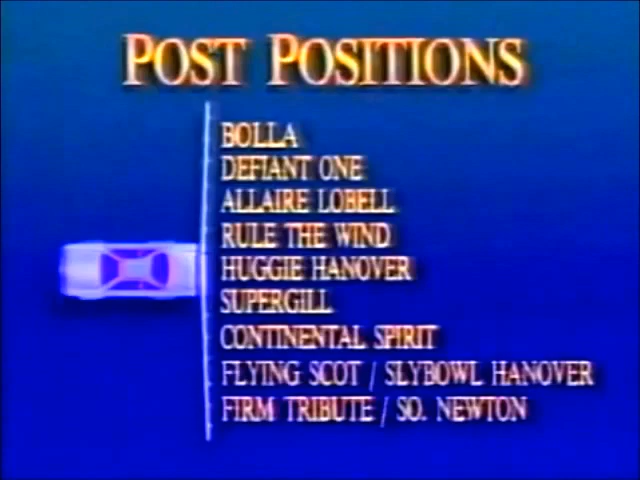 POST POSITIONS
BOLLA
DEFIANT ONE
ALLAIRE LOBELL
RULE THE WIND
HUGGIE HANOVER
SUPERGILL
CONTINENTAL SPIRIT
FLYING SCOT / SLYBOWL HANOVER
FIRM TRIBUTE / SO. NEWTON